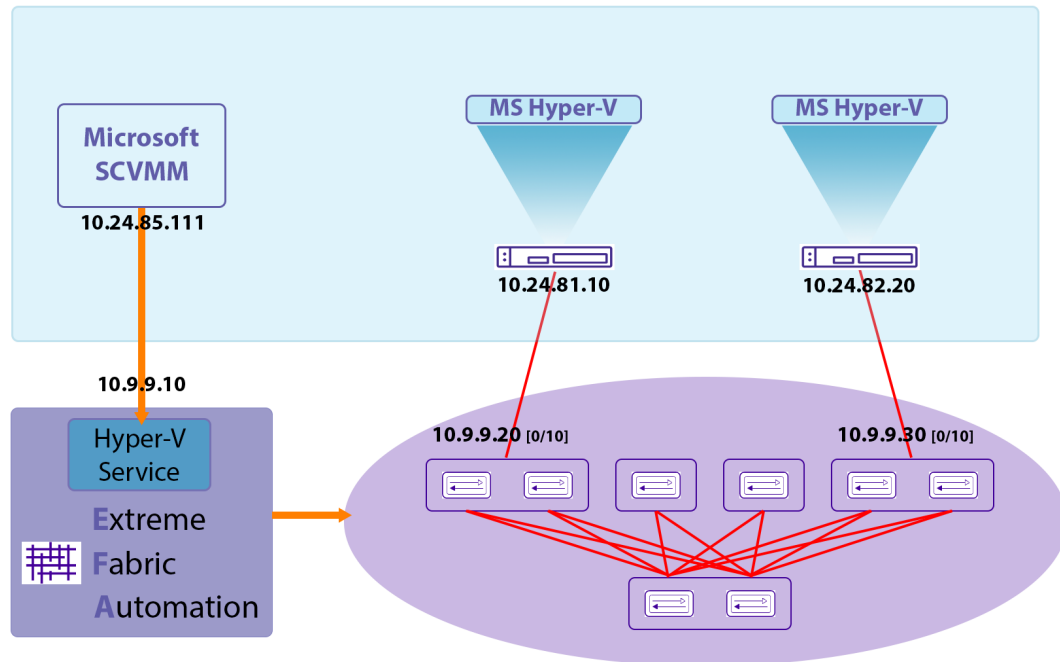 Microsoft
SCVMM
10.24.85.111
MS Hyper-V
10.24.81.10
MS Hyper-V
10.24.82.20
10.9.9.10
Hyper-V
Service
Extreme
Fabric
Automation
10.9.9.20 [0/10]
10.9.9.30 [0/10]